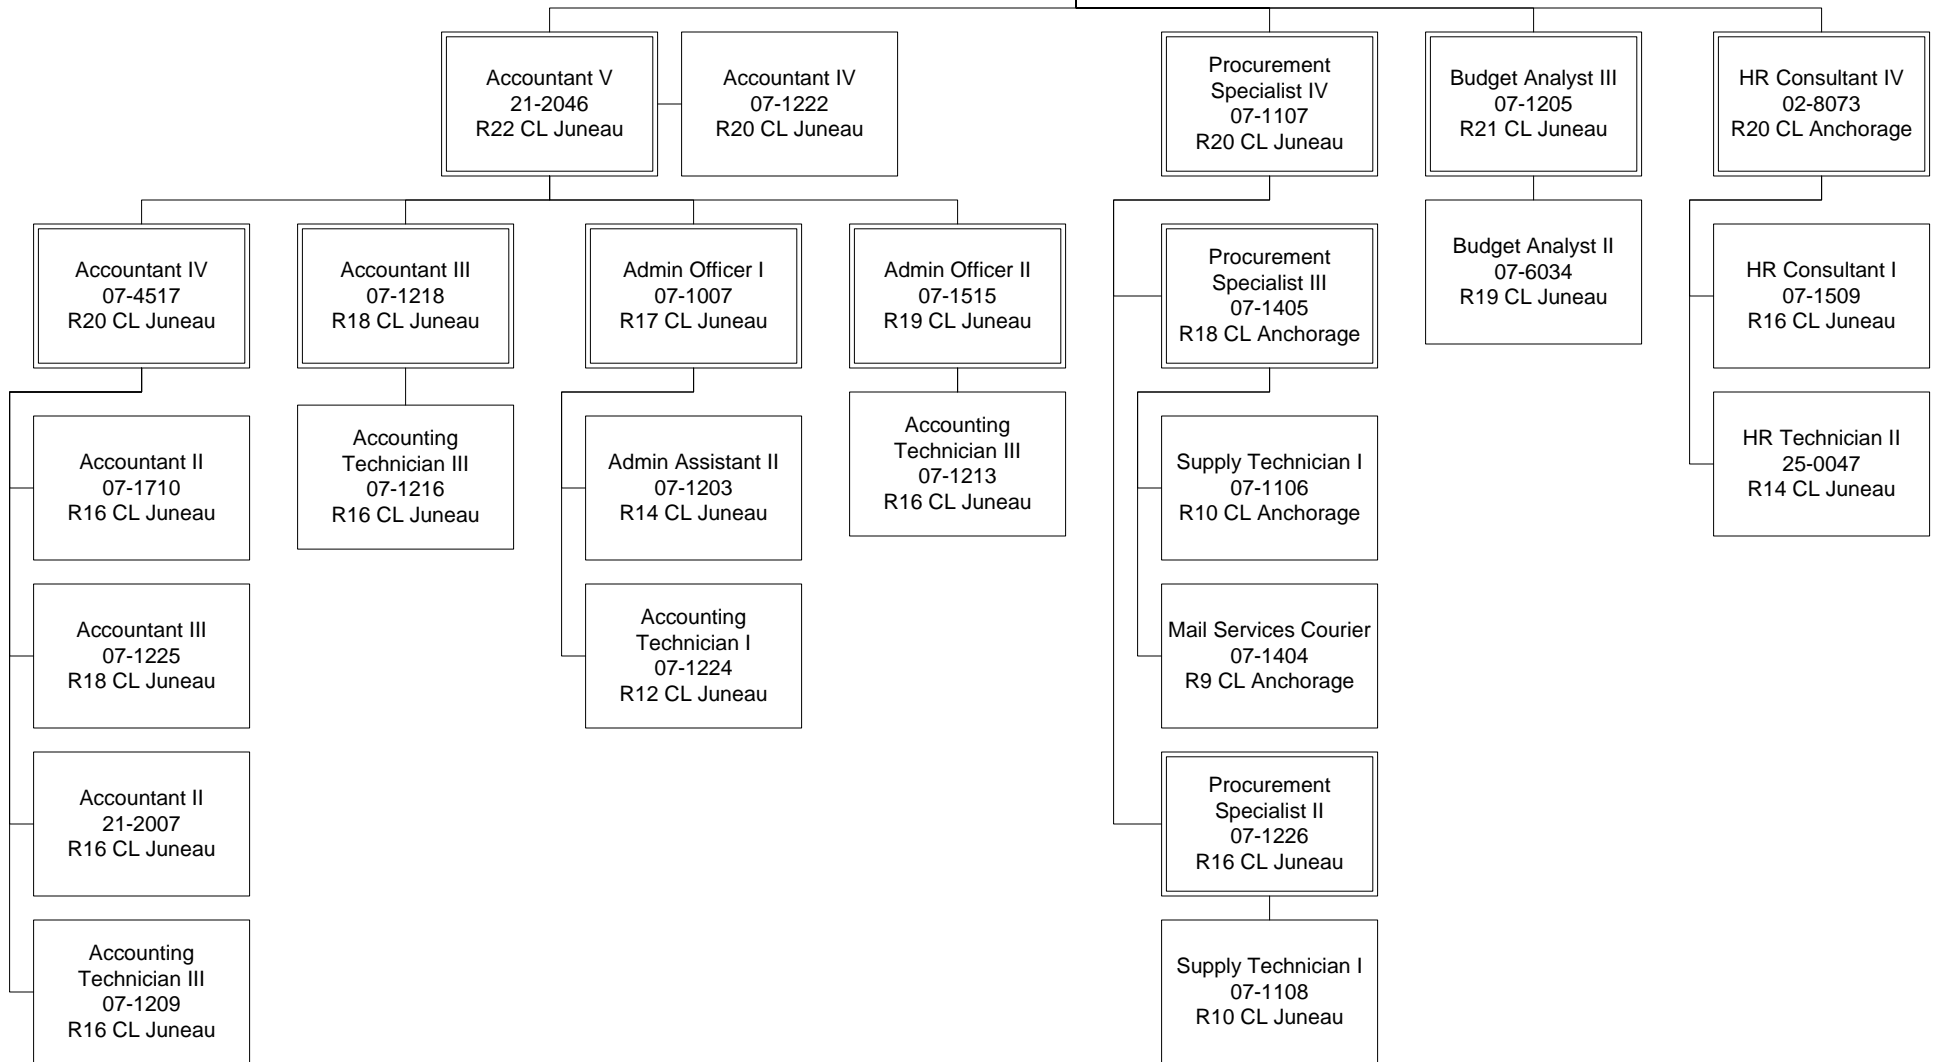 Accountant V
21-2046
R22 CL Juneau
Accountant IV
07-1222
R20 CL Juneau
Procurement
Specialist IV
07-1107
R20 CL Juneau
Budget Analyst III
07-1205
R21 CL Juneau
HR Consultant IV
02-8073
R20 CL Anchorage
Accountant IV
07-4517
R20 CL Juneau
Accountant III
07-1218
R18 CL Juneau
Admin Officer I
07-1007
R17 CL Juneau
Admin Officer II
07-1515
R19 CL Juneau
Procurement
Specialist III
07-1405
R18 CL Anchorage
Budget Analyst II
07-6034
R19 CL Juneau
HR Consultant I
07-1509
R16 CL Juneau
Accountant II
07-1710
R16 CL Juneau
Accounting
Technician III
07-1216
R16 CL Juneau
Admin Assistant II
07-1203
R14 CL Juneau
Accounting
Technician III
07-1213
R16 CL Juneau
Supply Technician I
07-1106
R10 CL Anchorage
HR Technician II
25-0047
R14 CL Juneau
Accountant III
07-1225
R18 CL Juneau
Accounting
Technician I
07-1224
R12 CL Juneau
Mail Services Courier
07-1404
R9 CL Anchorage
Accountant II
21-2007
R16 CL Juneau
Procurement
Specialist II
07-1226
R16 CL Juneau
Accounting
Technician III
07-1209
R16 CL Juneau
Supply Technician I
07-1108
R10 CL Juneau